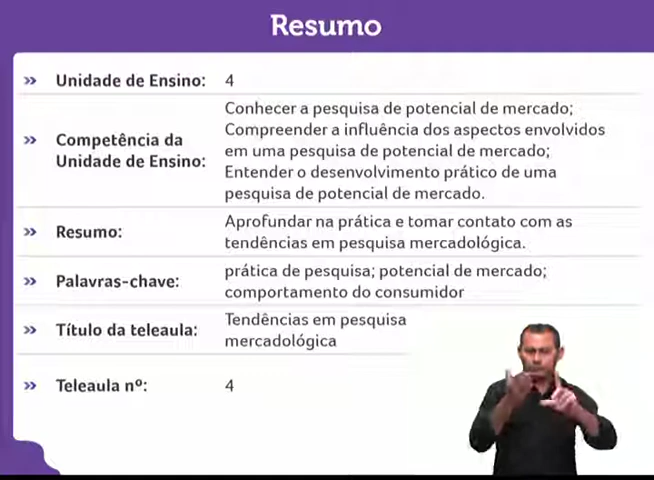 Resumo
» Unidade de Ensino: 4
» Competência da Unidade de Ensino:
Conhecer a pesquisa de potencial de mercado;
Compreender a influência dos aspectos envolvidos
em uma pesquisa de potencial de mercado;
Entender o desenvolvimento prático de uma
pesquisa de potencial de mercado.
» Resumo:
Aprofundar na prática e tomar contato com as
tendências em pesquisa mercadológica.
» Palavras-chave:
prática de pesquisa; potencial de mercado;
comportamento do consumidor
» Título da teleaula:
Tendências em pesquisa
mercadológica
» Teleaula nº: 4